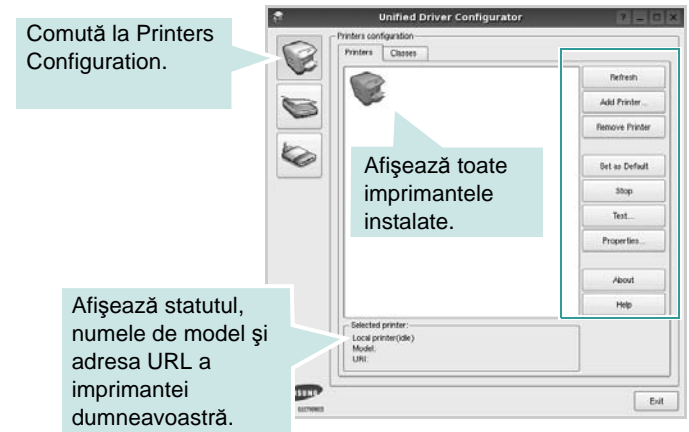 Unified Driver Configurator
Comută la Printers
Configuration.
Printers configuration
Printers
Classes
Refresh
Add Printer...
Remove Printer
Set as Default
Stop
Test...
Properties...
About
Help
Afişează toate
imprimantele
instalate.
Afişează statutul,
numele de model şi
adresa URL a
imprimantei
dumneavoastră.
Selected printer:
Local printer(idle)
Model:
URI:
ELECTRONICS
Exit